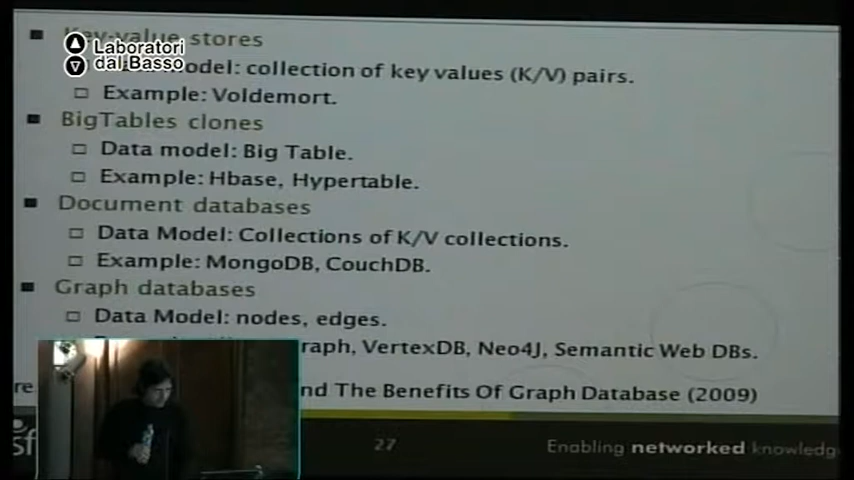 Key-value stores
Laboratori
dal Basso
Model: collection of key values (K/V) pairs.
Example: Voldemort.
BigTables clones
Data model: Big Table.
Example: Hbase, Hypertable.
Document databases
Data Model: Collections of K/V collections.
Example: MongoDB, CouchDB.
Graph databases
Data Model: nodes, edges.
raph, VertexDB, Neo4J, Semantic Web DBs.
nd The Benefits Of Graph Database (2009)
27
Enabling networked knowledg